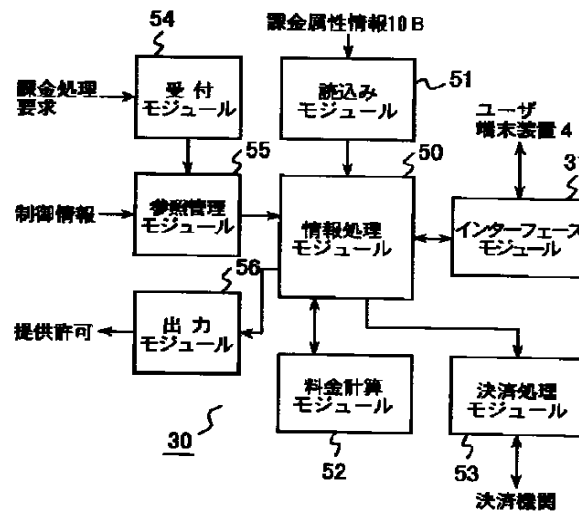 54
課金属性情報10B
課金処理
要求
受付
モジュール
読込み
モジュール
51
ユーザ
端末装置4
55
50
31
制御情報
参照管理
モジュール
情報処理
モジュール
インターフェース
モジュール
56
提供許可
出力
モジュール
料金計算
モジュール
決済処理
モジュール
30
52
53
決済機関